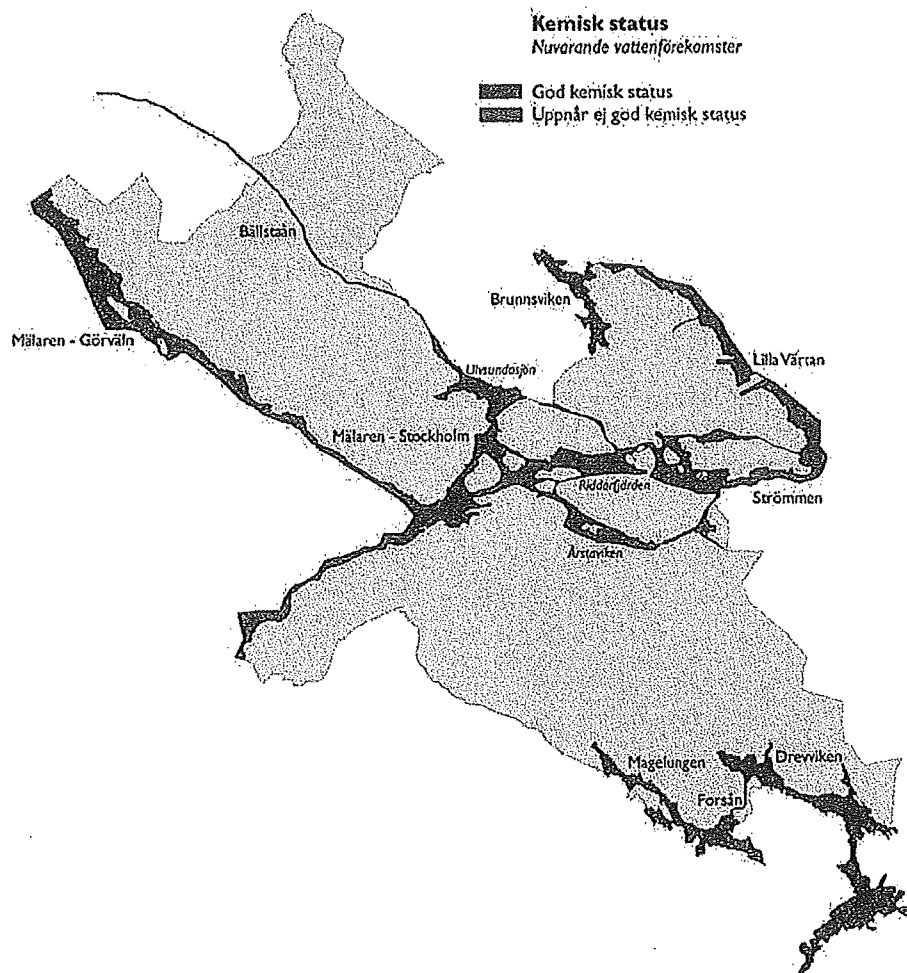 Kemisk status
Nuvarande vattenförekomster
God kemisk status
Uppnår ej god kemisk status
Bällstaån
Brunnsviken
Mälaren - Görväln
Ulvsundasjön
Lilla Värtan
Mälaren - Stockholm
Riddarfjärden
Strömmen
Årstaviken
Magelungen
Drevviken
Forsån